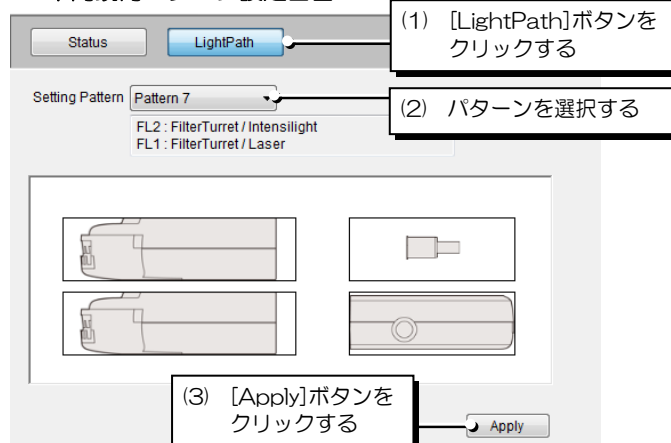 Status
LightPath
(1) [LightPath]ボタンを
クリックする
Setting Pattern
Pattern 7
(2) パターンを選択する
FL2 : FilterTurret / Intensilight
FL1 : FilterTurret / Laser
(3) [Apply]ボタンを
クリックする
Apply